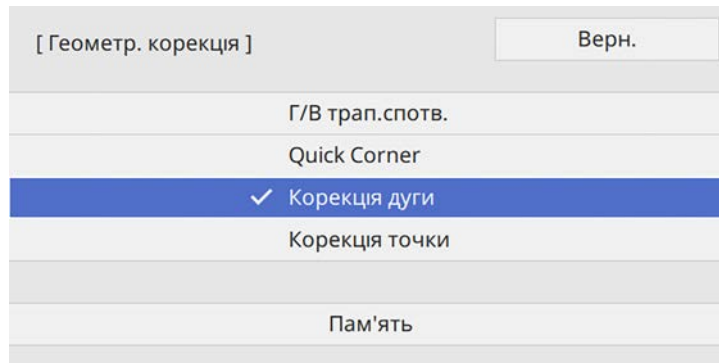 [ Геометр. корекція ]
Верн.
Г/В трап.спотв.
Quick Corner
Корекція дуги
Корекція точки
Пам'ять